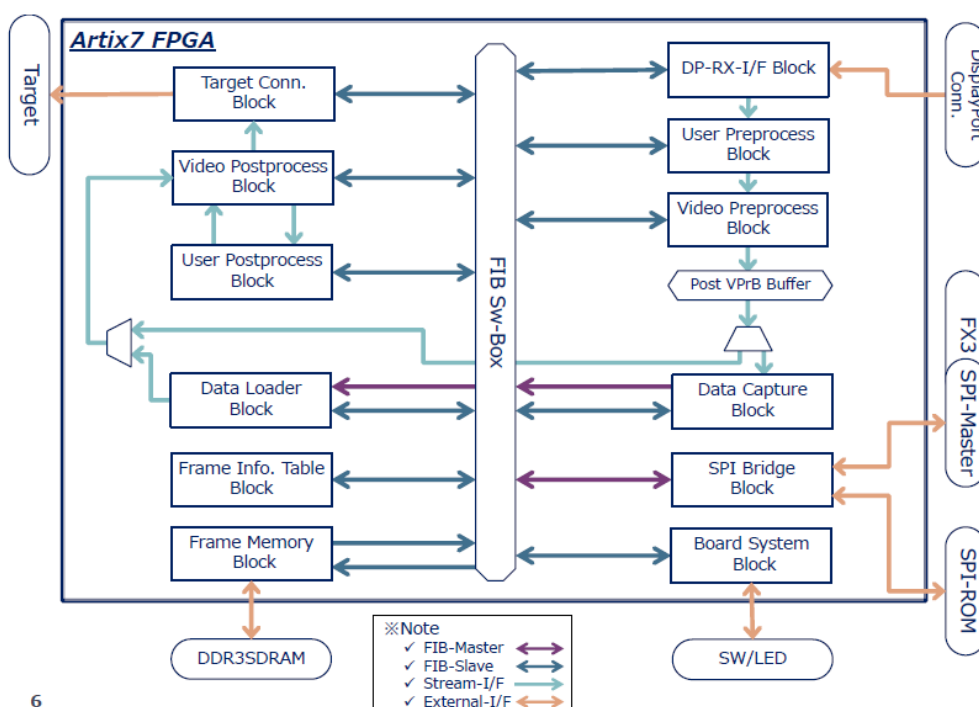 Artix7 FPGA
Target
Target Conn.
Block
Video Postprocess
Block
User Postprocess
Block
Data Loader
Block
Frame Info. Table
Block
Frame Memory
Block
FIB Sw-Box
DP-RX-I/F Block
User Preprocess
Block
Video Preprocess
Block
Post VPrB Buffer
Data Capture
Block
SPI Bridge
Block
Board System
Block
DisplayPort
Conn.
FX3
SPI-Master
SPI-ROM
DDR3SDRAM
SW/LED
※Note
✓ FIB-Master
✓ FIB-Slave
✓ Stream-I/F
✓ External-I/F
6